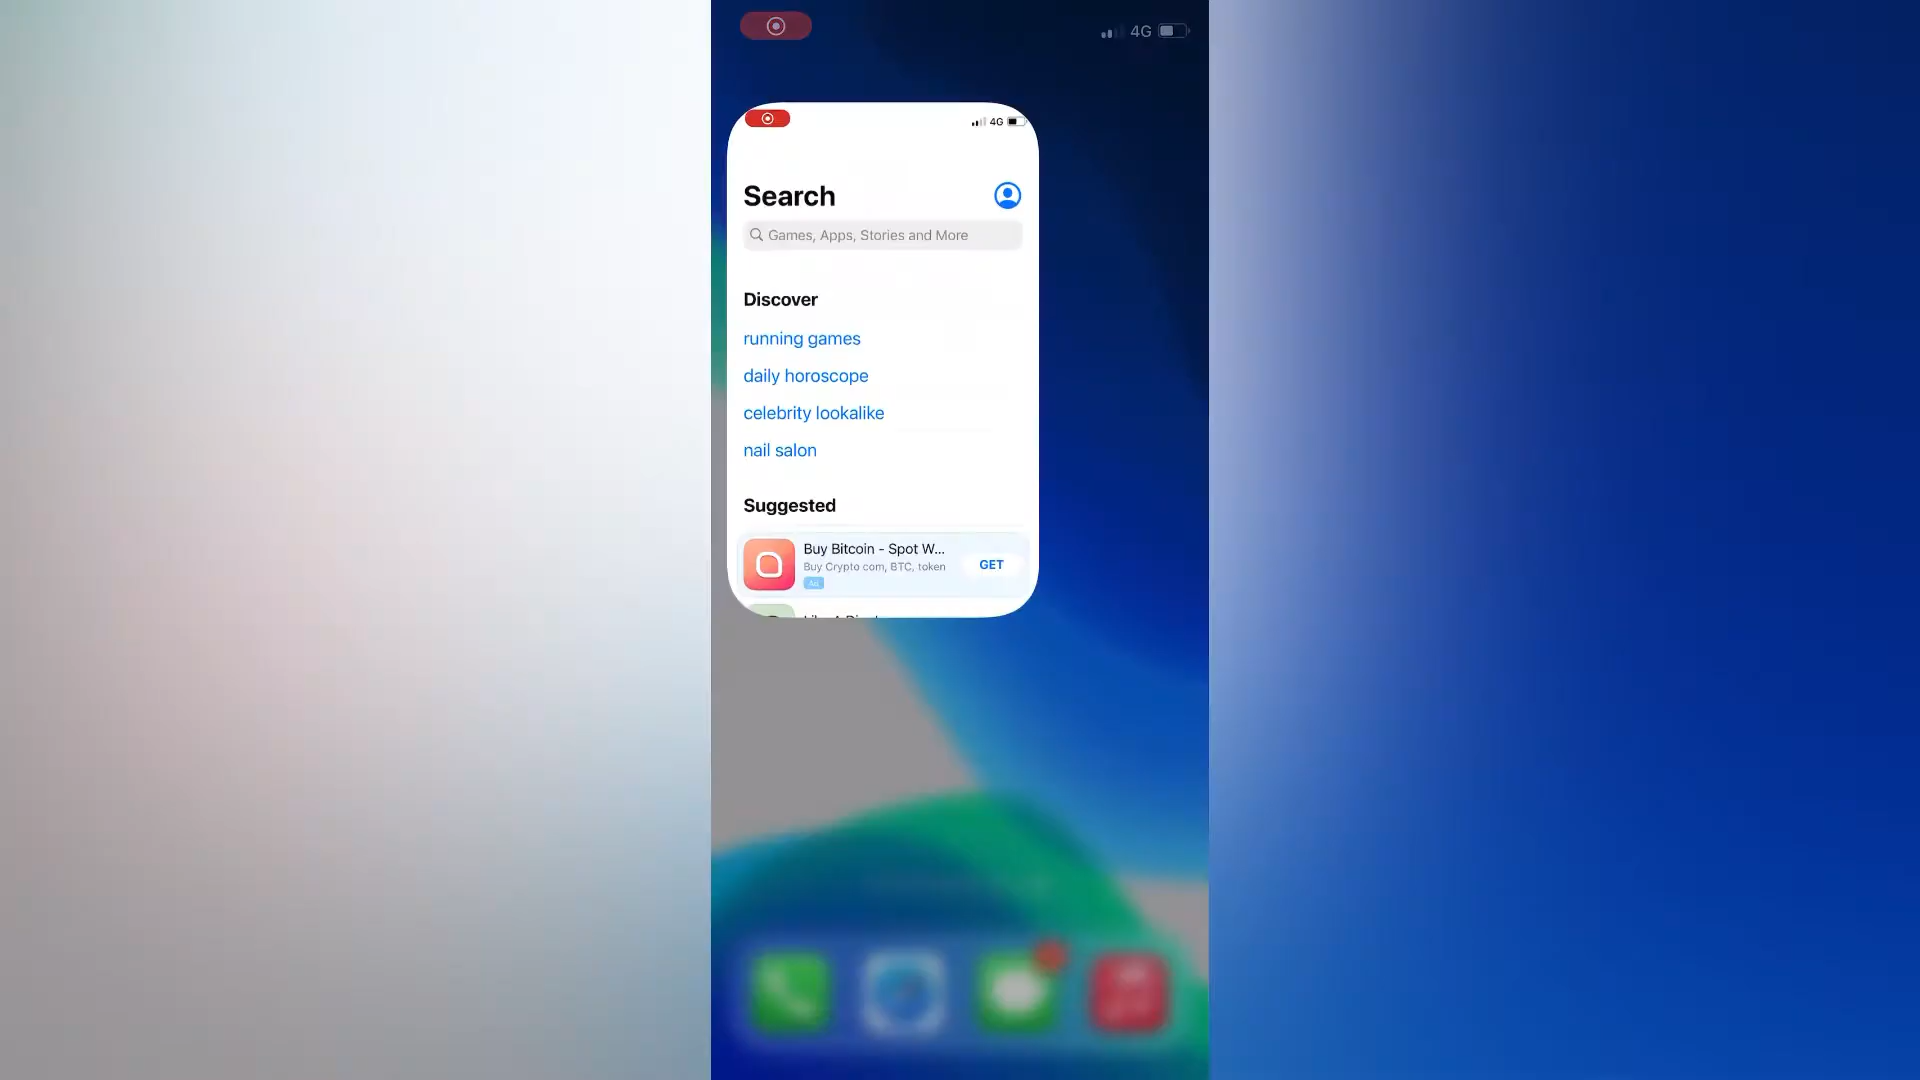 4G
4G
Search
Games, Apps, Stories and More
Discover
running games
daily horoscope
celebrity lookalike
nail salon
Suggested
Buy Bitcoin - Spot W...
Buy Crypto com, BTC, token
GET
Ad